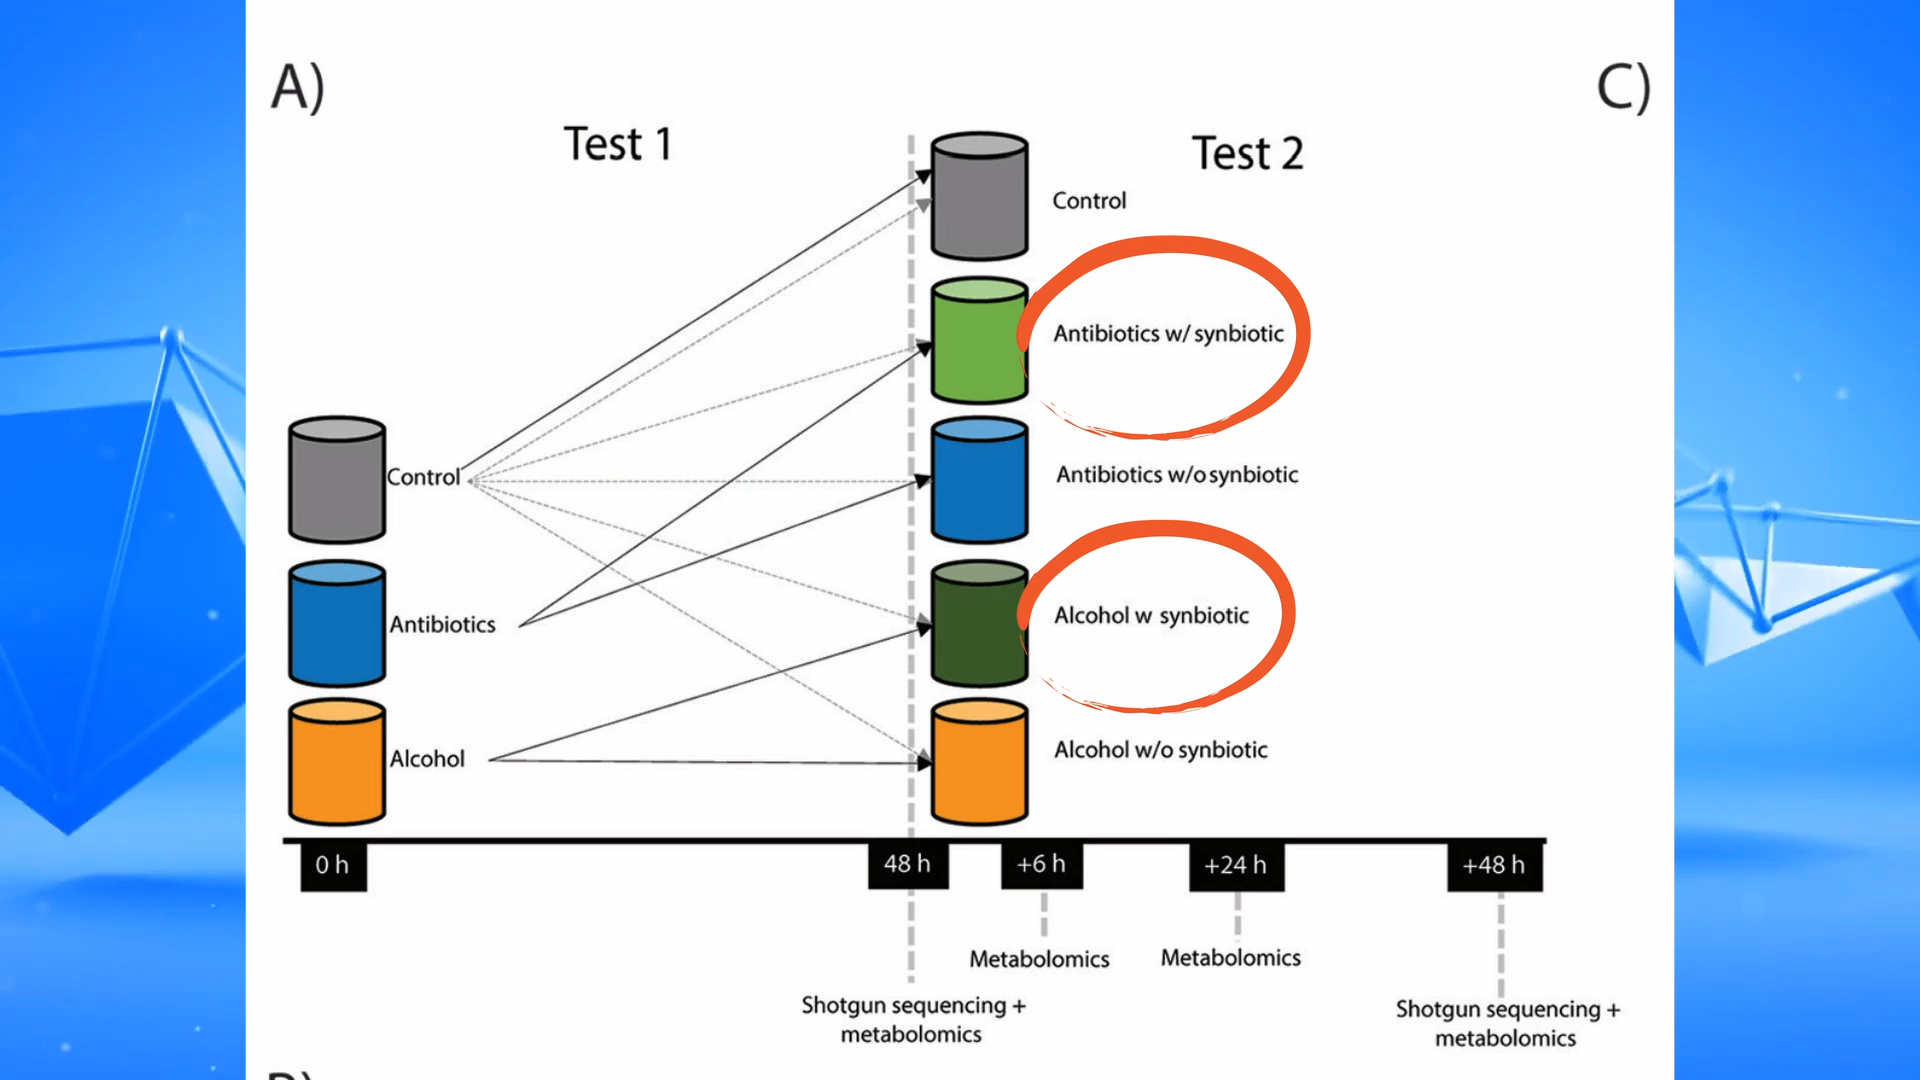 A)
C)
Test 1
Test 2
Control
Antibiotics w/ synbiotic
Control
Antibiotics w/o synbiotic
Antibiotics
Alcohol w synbiotic
Alcohol
Alcohol w/o synbiotic
0 h
48 h
+6 h
+24 h
+48 h
Metabolomics
Metabolomics
Shotgun sequencing +
metabolomics
Shotgun sequencing +
metabolomics